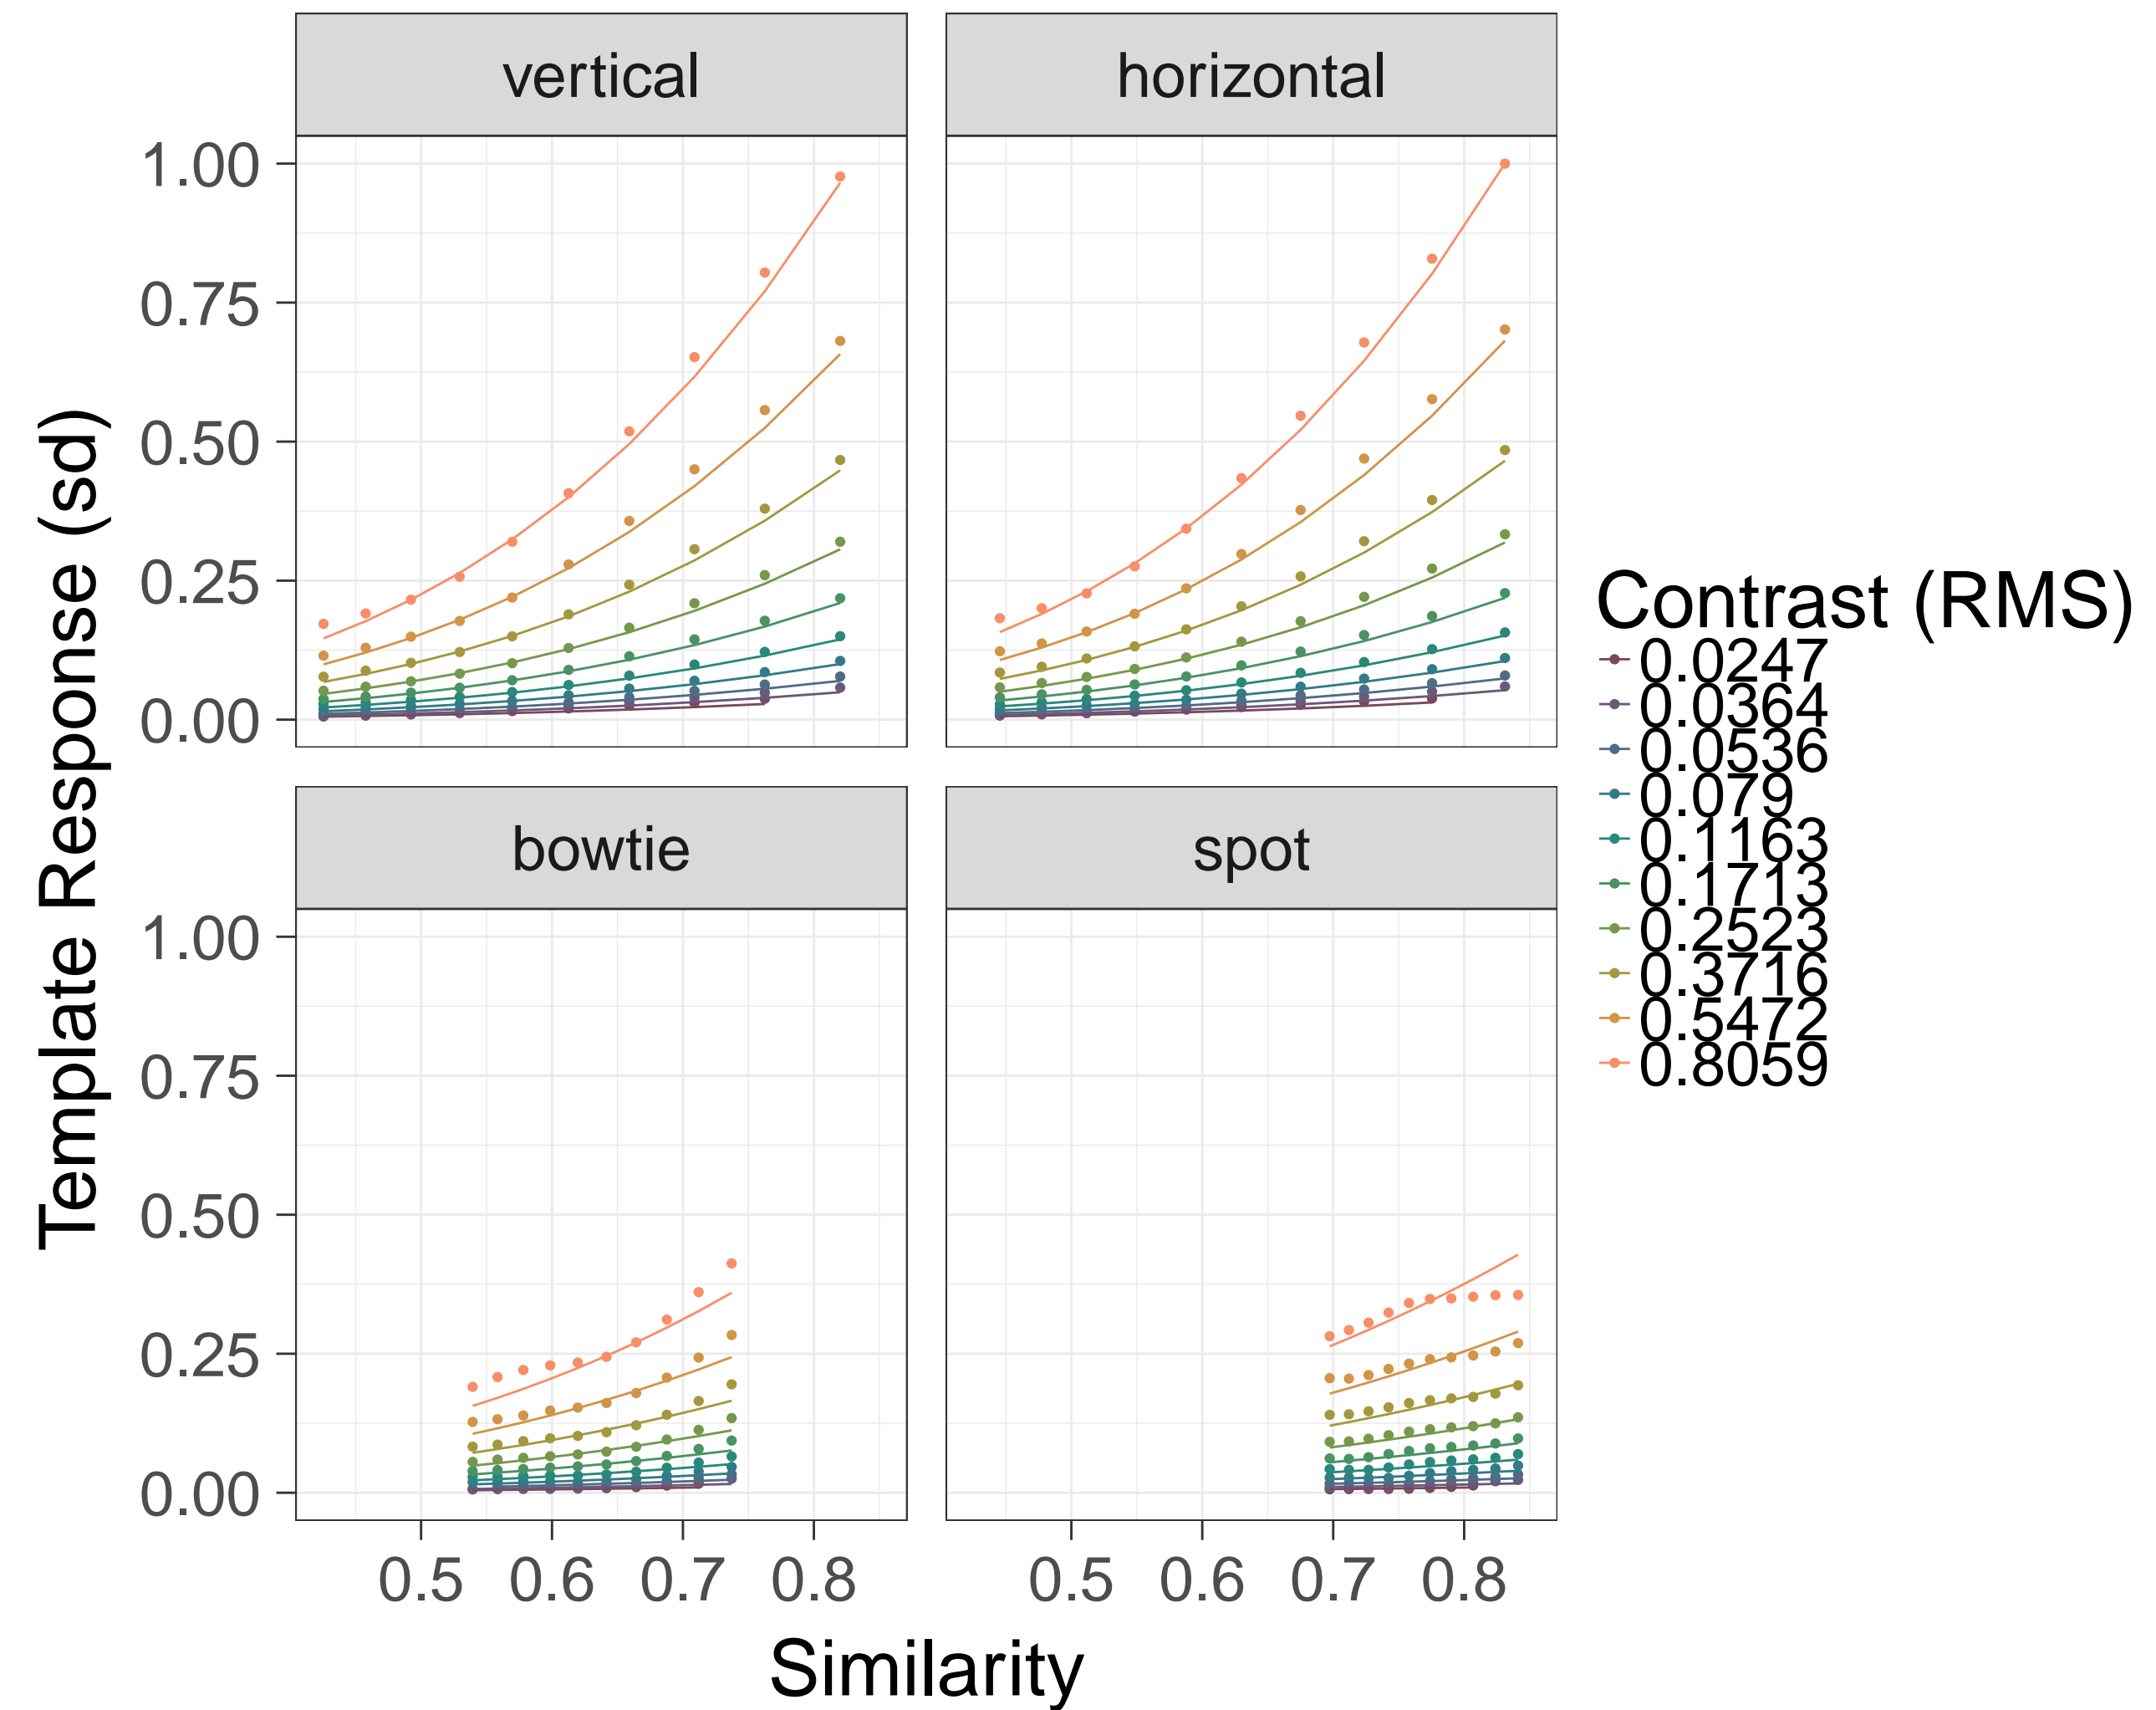 vertical
horizontal
1.00
0.75
0.50
0.25
0.00
bowtie
spot
1.00
0.75
0.50
0.25
0.00
0.5 0.6 0.7 0.8
0.5 0.6 0.7 0.8
Similarity
Template Response (sd)
Contrast (RMS)
0.0247
0.0364
0.0536
0.079
0.1163
0.1713
0.2523
0.3716
0.5472
0.8059